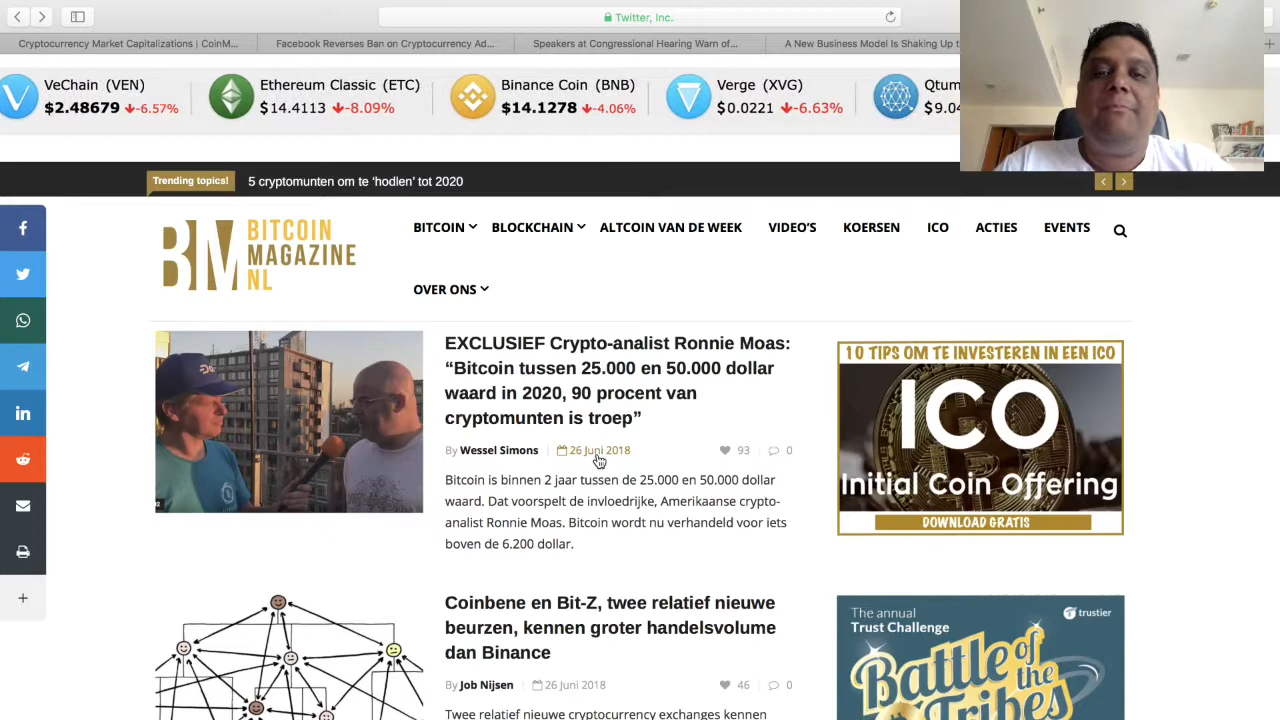 Twitter, Inc.
Cryptocurrency Market Capitalizations | CoinM...
Facebook Reverses Ban on Cryptocurrency Ad...
Speakers at Congressional Hearing Warn of...
A New Business Model Is Shaking Up t
VeChain (VEN)
$2.48679 -6.57%
Ethereum Classic (ETC)
$14.4113 -8.09%
Binance Coin (BNB)
$14.1278 -4.06%
Verge (XVG)
$0.0221 -6.63%
Qtum
$9.04
Trending topics!
5 cryptomunten om te ‘hodlen’ tot 2020
BM BITCOIN
MAGAZINE
NL
BITCOIN BLOCKCHAIN ALTCOIN VAN DE WEEK VIDEO’S KOERSEN ICO ACTIES EVENTS
OVER ONS
EXCLUSIEF Crypto-analist Ronnie Moas:
“Bitcoin tussen 25.000 en 50.000 dollar
waard in 2020, 90 procent van
cryptomunten is troep”
By Wessel Simons 26 Juni 2018 93 0
Bitcoin is binnen 2 jaar tussen de 25.000 en 50.000 dollar
waard. Dat voorspelt de invloedrijke, Amerikaanse crypto-
analist Ronnie Moas. Bitcoin wordt nu verhandeld voor iets
boven de 6.200 dollar.
10 TIPS OM TE INVESTEREN IN EEN ICO
ICO
Initial Coin Offering
DOWNLOAD GRATIS
Coinbene en Bit-Z, twee relatief nieuwe
beurzen, kennen groter handelsvolume
dan Binance
By Job Nijsen 26 Juni 2018 46 0
Twee relatief nieuwe cryptocurrency exchanges kennen
The annual
Trust Challenge
trustier
Battle of
the
Tribes